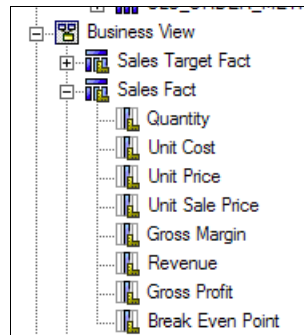 Business View
Sales Target Fact
Sales Fact
Quantity
Unit Cost
Unit Price
Unit Sale Price
Gross Margin
Revenue
Gross Profit
Break Even Point